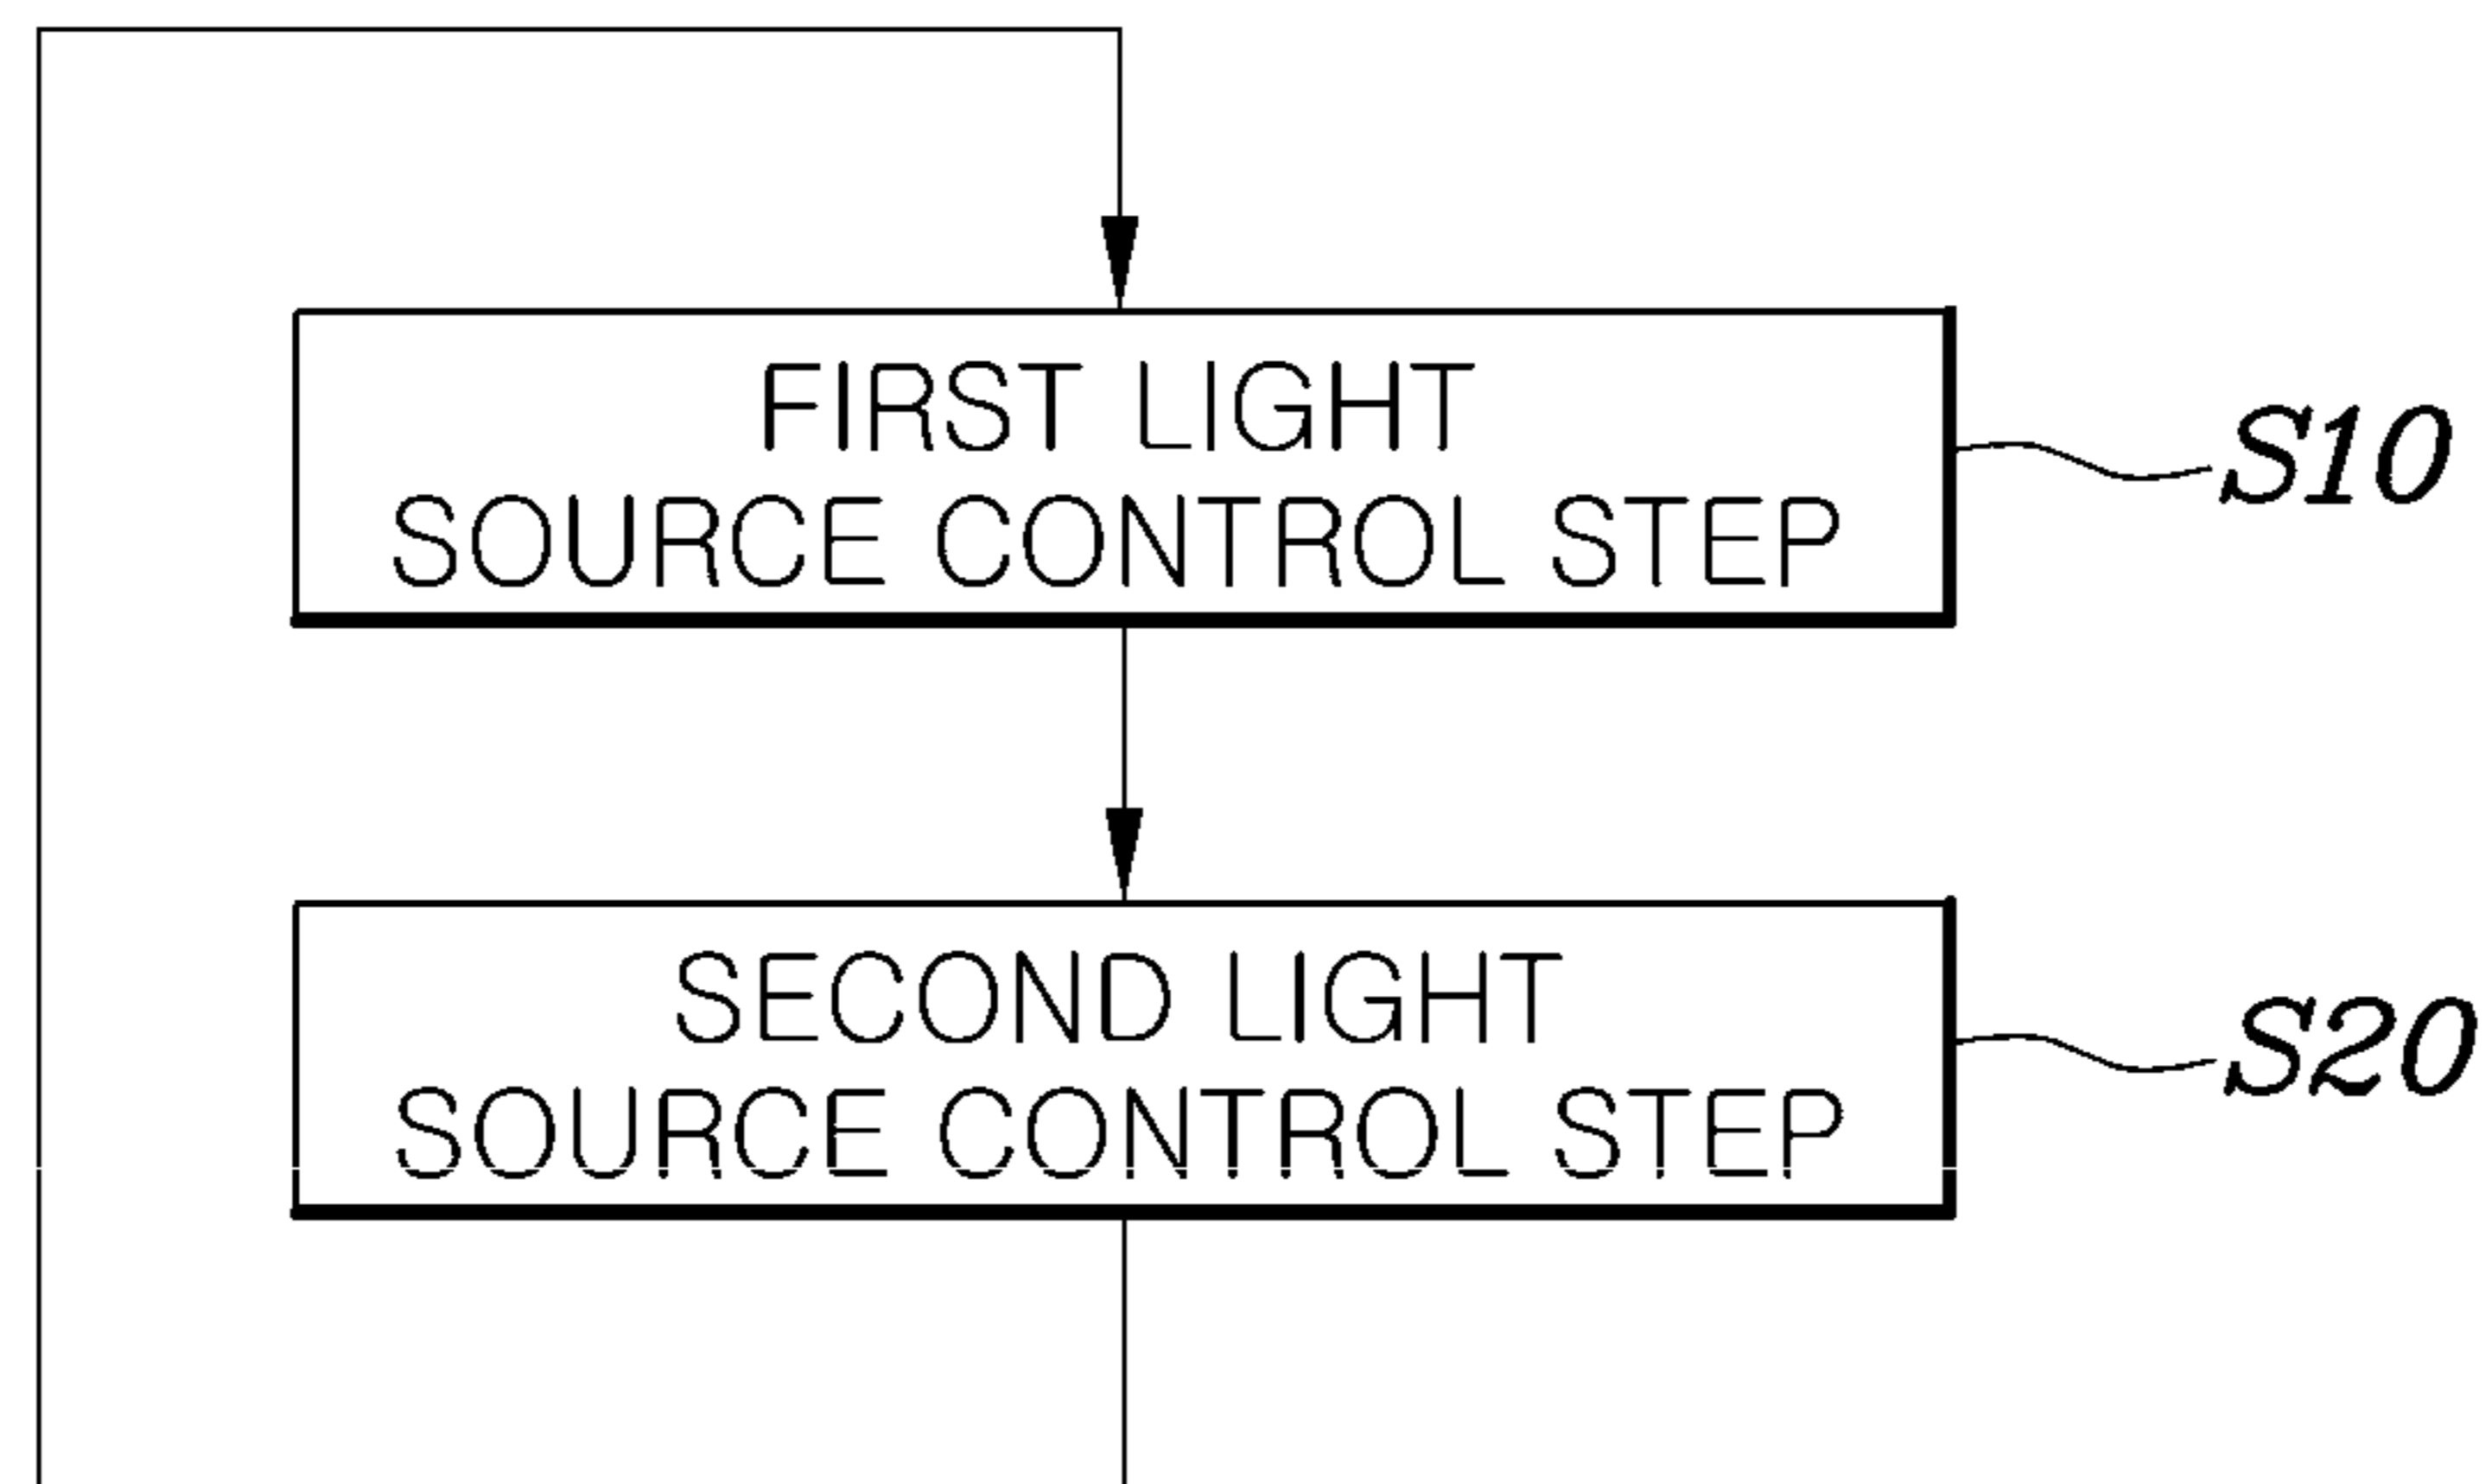 FIRST LIGHT
SOURCE CONTROL STEP
S10
SECOND LIGHT
SOURCE CONTROL STEP
S20